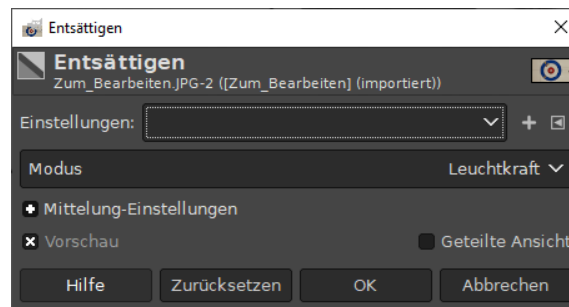 Entsättigen
Entsättigen
Zum_Bearbeiten.JPG-2 ([Zum_Bearbeiten] (importiert))
Einstellungen:
Modus Leuchtkraft
Mittelung-Einstellungen
Vorschau Geteilte Ansicht
Hilfe Zurücksetzen OK Abbrechen